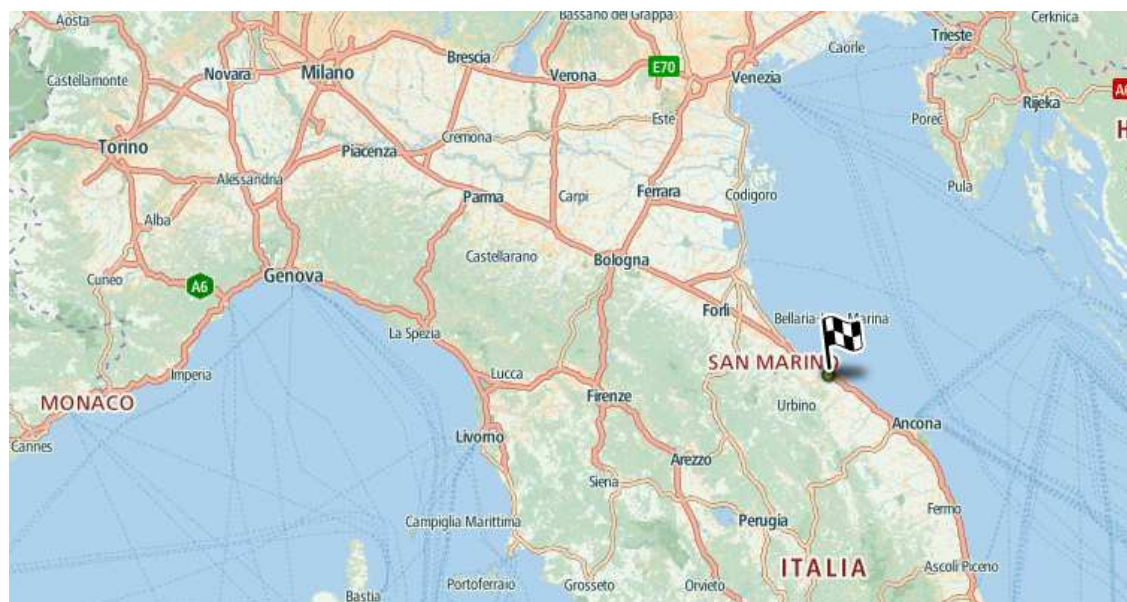 Aosta
Bassano del Grappa
Cerknica
Trieste
Caorle
Brescia
Verona
E70
Venezia
Novara
Milano
Castellamonte
A6
Rijeka
Poreč
H
Este
Cremona
Torino
Piacenza
Alessandria
Parma
Carpi
Ferrara
Codigoro
Pula
Alba
Castellarano
Bologna
Cuneo
A6
Genova
Forlì
Bellaria
Marina
La Spezia
SAN MARINO
Imperia
Lucca
MONACO
Firenze
Urbino
Ancona
Cannes
Livorno
Arezzo
Siena
Campiglia Marittima
Perugia
Fermo
ITALIA
Ascoli Piceno
Portoferraio
Grosseto
Orvieto
Bastia